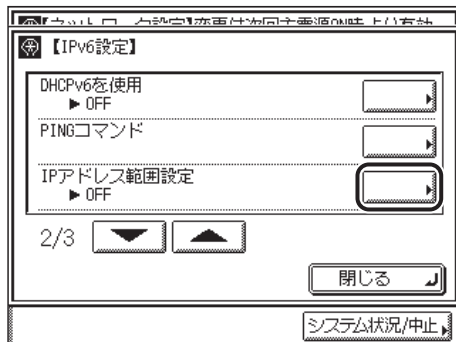 【IPv6設定】
DHCPv6を使用
▶ OFF
PINGコマンド
IPアドレス範囲設定
▶ OFF
2/3
閉じる
システム状況/中止